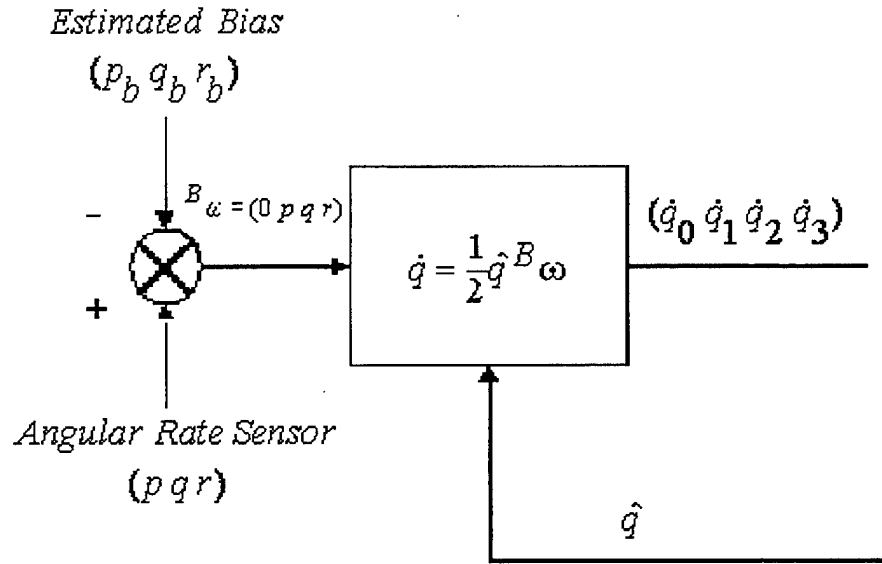 Estimated Bias
(p_b q_b r_b)
B ω = (0 p q r)
−
+
q̇ = 1/2 q̂ ^B ω
(q̇_0 q̇_1 q̇_2 q̇_3)
Angular Rate Sensor
(p q r)
q̂